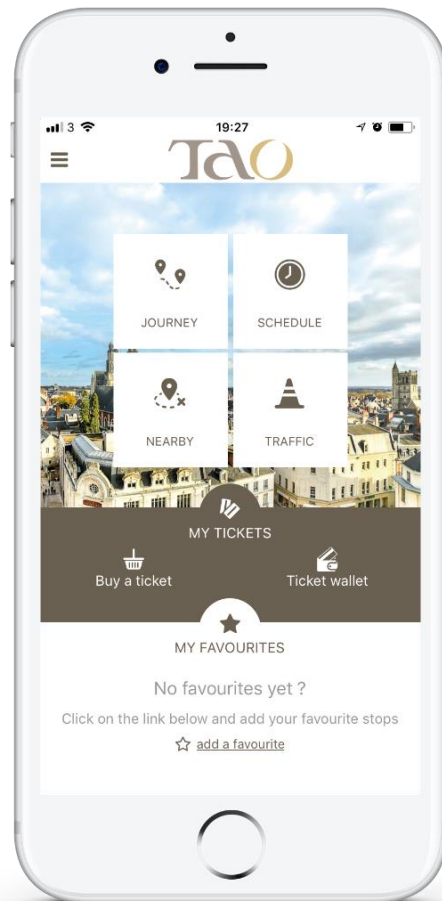 3
19:27
TAO
JOURNEY
SCHEDULE
NEARBY
TRAFFIC
MY TICKETS
Buy a ticket
Ticket wallet
MY FAVOURITES
No favourites yet ?
Click on the link below and add your favourite stops
add a favourite